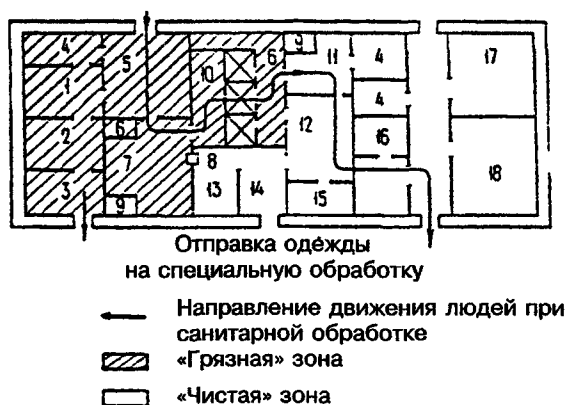 4 5 10 6 9 11 4 17
1 4
2 6 12 16
7 8
3 9 13 14 15 18
Отправка одежды
на специальную обработку
Направление движения людей при
санитарной обработке
«Грязная» зона
«Чистая» зона